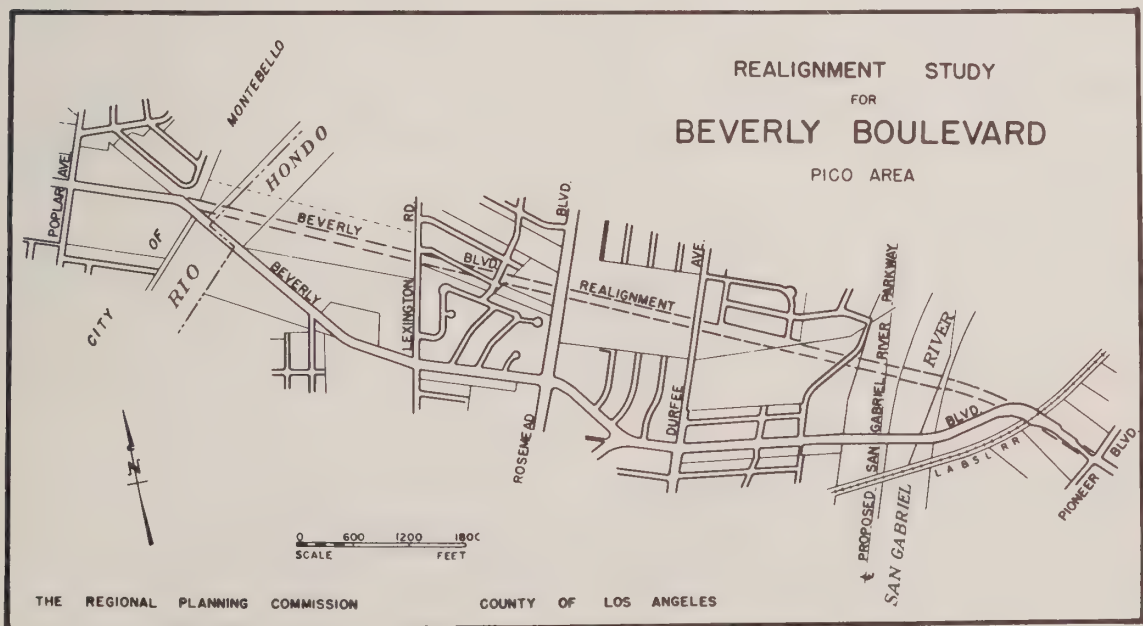 REALIGNMENT STUDY
FOR
BEVERLY BOULEVARD
PICO AREA
CITY OF MONTEBELLO
POPLAR AVE.
RIO HONDO
BEVERLY
BEVERLY BLVD. REALIGNMENT
LEXINGTON RD.
ROSEMEAD BLVD.
DURFEE AVE.
℄ PROPOSED SAN GABRIEL RIVER PARKWAY
SAN GABRIEL RIVER
BLVD.
L A & S L R R
PIONEER BLVD.
N
0 600 1200 1800
SCALE FEET
THE REGIONAL PLANNING COMMISSION COUNTY OF LOS ANGELES